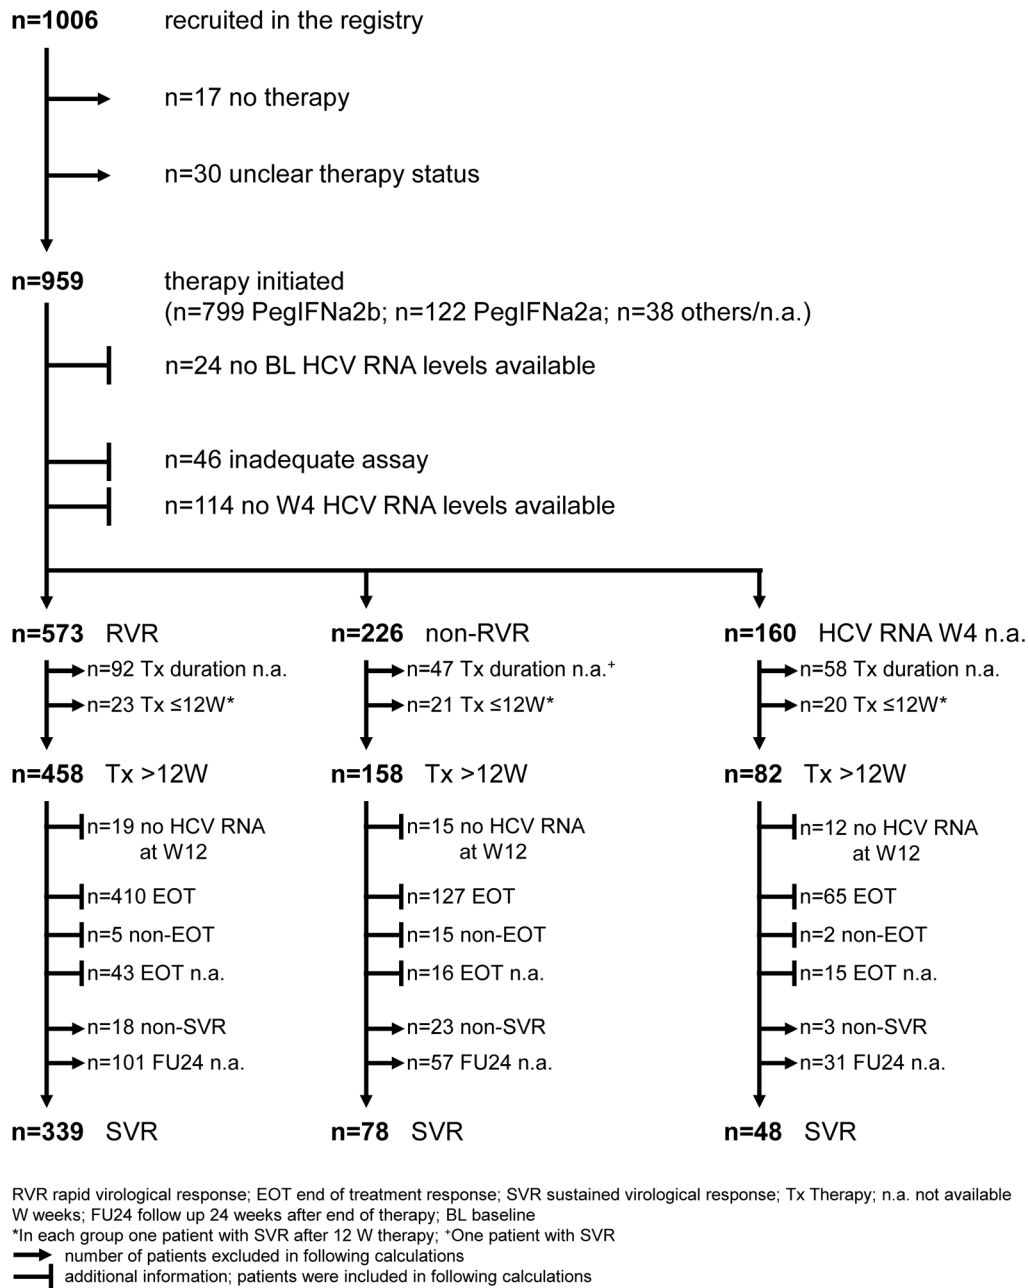 n=1006 recruited in the registry
n=17 no therapy
n=30 unclear therapy status
n=959 therapy initiated
(n=799 PegIFNa2b; n=122 PegIFNa2a; n=38 others/n.a.)
n=24 no BL HCV RNA levels available
n=46 inadequate assay
n=114 no W4 HCV RNA levels available
n=573 RVR
n=92 Tx duration n.a.
n=23 Tx ≤12W*
n=458 Tx >12W
n=19 no HCV RNA
at W12
n=410 EOT
n=5 non-EOT
n=43 EOT n.a.
n=18 non-SVR
n=101 FU24 n.a.
n=339 SVR
n=226 non-RVR
n=47 Tx duration n.a.⁺
n=21 Tx ≤12W*
n=158 Tx >12W
n=15 no HCV RNA
at W12
n=127 EOT
n=15 non-EOT
n=16 EOT n.a.
n=23 non-SVR
n=57 FU24 n.a.
n=78 SVR
n=160 HCV RNA W4 n.a.
n=58 Tx duration n.a.
n=20 Tx ≤12W*
n=82 Tx >12W
n=12 no HCV RNA
at W12
n=65 EOT
n=2 non-EOT
n=15 EOT n.a.
n=3 non-SVR
n=31 FU24 n.a.
n=48 SVR
RVR rapid virological response; EOT end of treatment response; SVR sustained virological response; Tx Therapy; n.a. not available
W weeks; FU24 follow up 24 weeks after end of therapy; BL baseline
*In each group one patient with SVR after 12 W therapy; ⁺One patient with SVR
number of patients excluded in following calculations
additional information; patients were included in following calculations